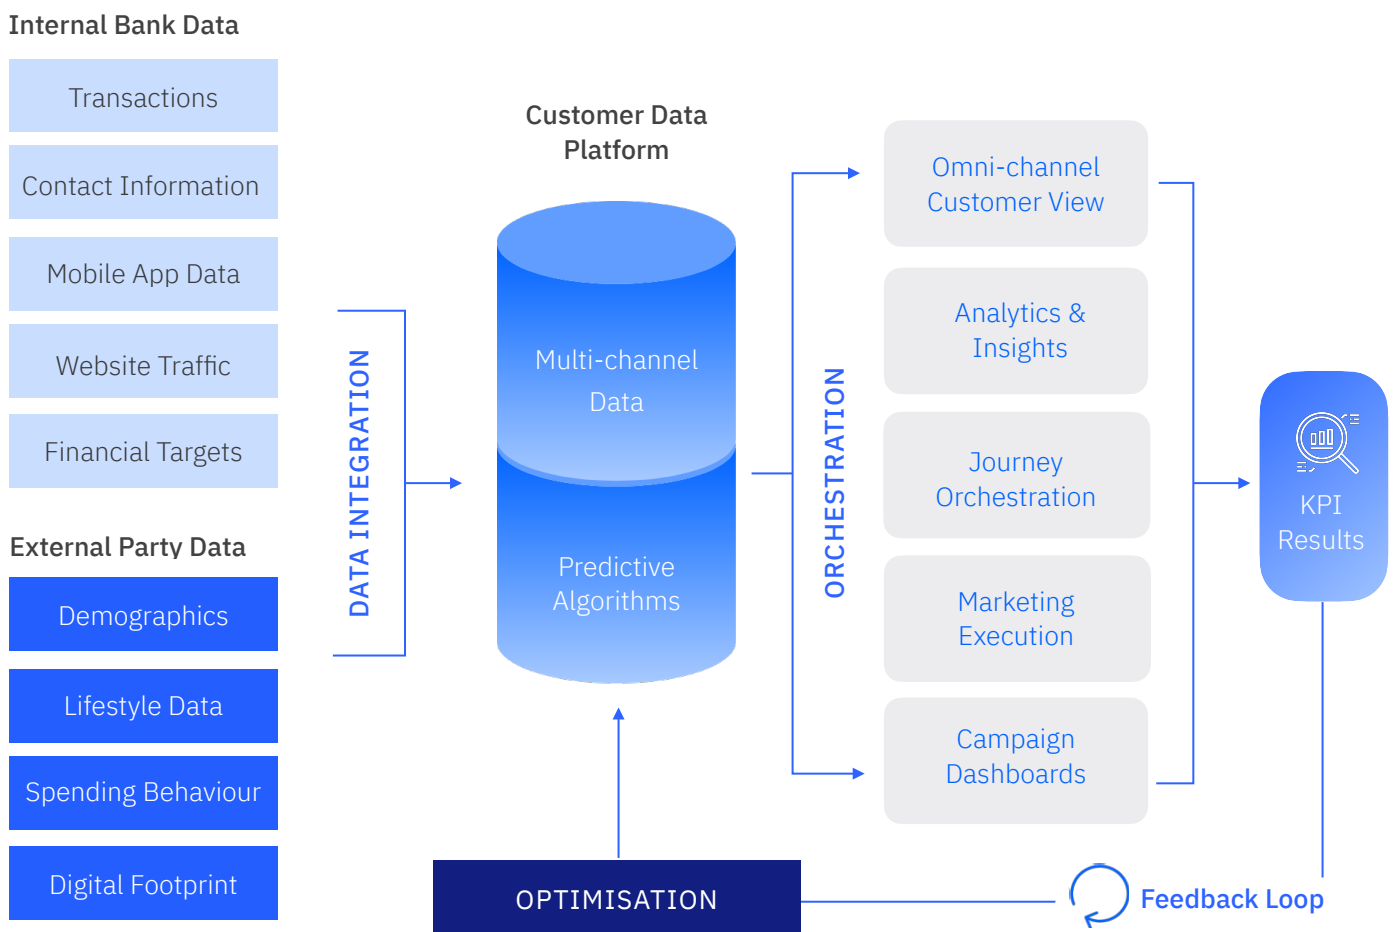 Internal Bank Data
Transactions
Contact Information
Mobile App Data
Website Traffic
Financial Targets
External Party Data
Demographics
Lifestyle Data
Spending Behaviour
Digital Footprint
DATA INTEGRATION
Customer Data
Platform
Multi-channel
Data
Predictive
Algorithms
ORCHESTRATION
Omni-channel
Customer View
Analytics &
Insights
Journey
Orchestration
Marketing
Execution
Campaign
Dashboards
KPI
Results
Feedback Loop
OPTIMISATION